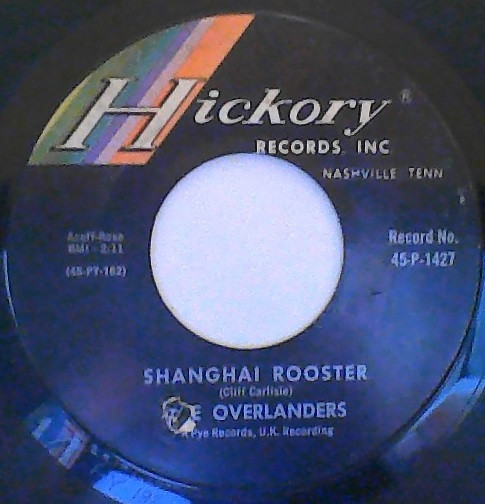 Hickory ®
RECORDS, INC
NASHVILLE TENN
Acuff-Rose
BMI - 2:11
(45-PY-162)
Record No.
45-P-1427
SHANGHAI ROOSTER
(Cliff Carlisle)
E OVERLANDERS
A Pye Records, U.K. Recording